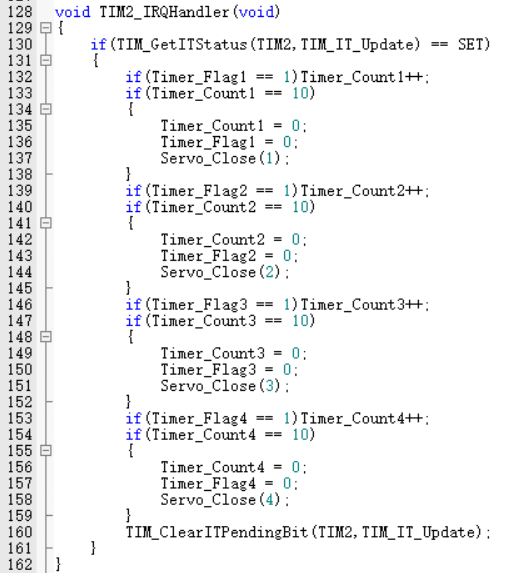 128 void TIM2_IRQHandler(void)
129 {
130     if(TIM_GetITStatus(TIM2,TIM_IT_Update) == SET)
131     {
132         if(Timer_Flag1 == 1)Timer_Count1++;
133         if(Timer_Count1 == 10)
134         {
135             Timer_Count1 = 0;
136             Timer_Flag1 = 0;
137             Servo_Close(1);
138         }
139         if(Timer_Flag2 == 1)Timer_Count2++;
140         if(Timer_Count2 == 10)
141         {
142             Timer_Count2 = 0;
143             Timer_Flag2 = 0;
144             Servo_Close(2);
145         }
146         if(Timer_Flag3 == 1)Timer_Count3++;
147         if(Timer_Count3 == 10)
148         {
149             Timer_Count3 = 0;
150             Timer_Flag3 = 0;
151             Servo_Close(3);
152         }
153         if(Timer_Flag4 == 1)Timer_Count4++;
154         if(Timer_Count4 == 10)
155         {
156             Timer_Count4 = 0;
157             Timer_Flag4 = 0;
158             Servo_Close(4);
159         }
160         TIM_ClearITPendingBit(TIM2,TIM_IT_Update);
161     }
162 }